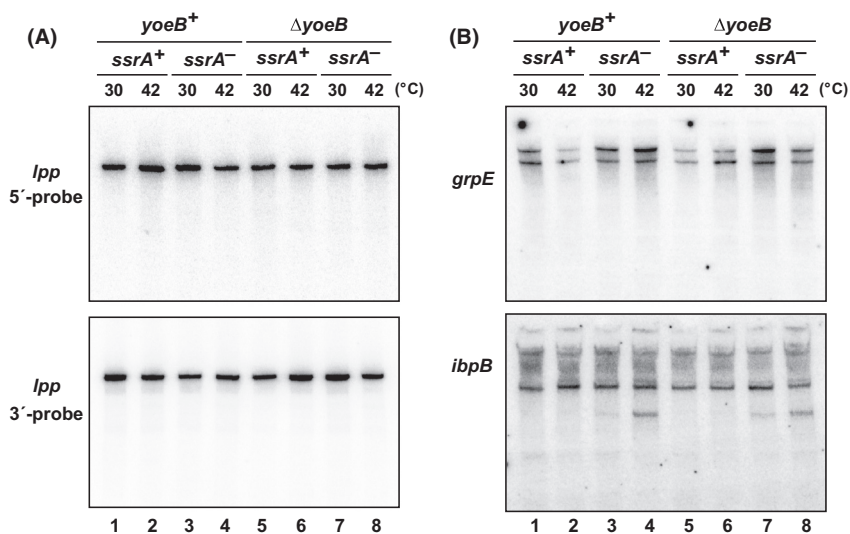 (A)
yoeB+ ΔyoeB
ssrA+ ssrA– ssrA+ ssrA–
30 42 30 42 30 42 30 42 (°C)
lpp
5´-probe
lpp
3´-probe
1 2 3 4 5 6 7 8
(B)
yoeB+ ΔyoeB
ssrA+ ssrA– ssrA+ ssrA–
30 42 30 42 30 42 30 42 (°C)
grpE
ibpB
1 2 3 4 5 6 7 8